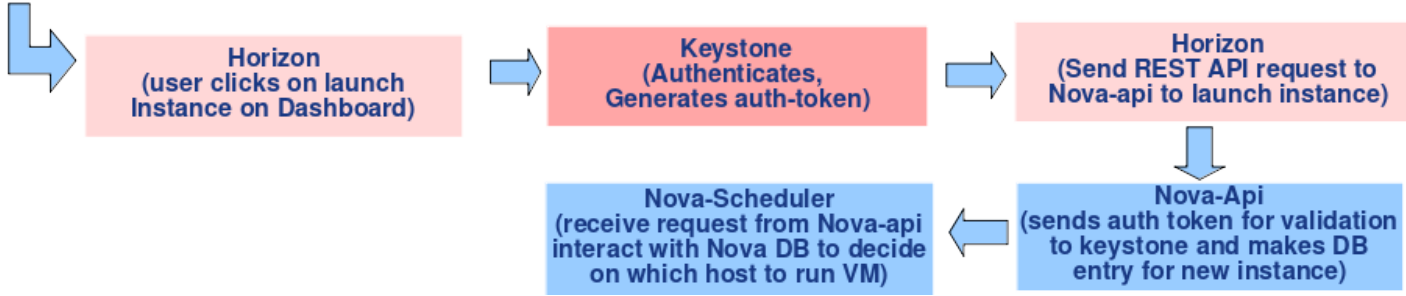 Horizon
(user clicks on launch
Instance on Dashboard)
Keystone
(Authenticates,
Generates auth-token)
Horizon
(Send REST API request to
Nova-api to launch instance)
Nova-Api
(sends auth token for validation
to keystone and makes DB
entry for new instance)
Nova-Scheduler
(receive request from Nova-api
interact with Nova DB to decide
on which host to run VM)